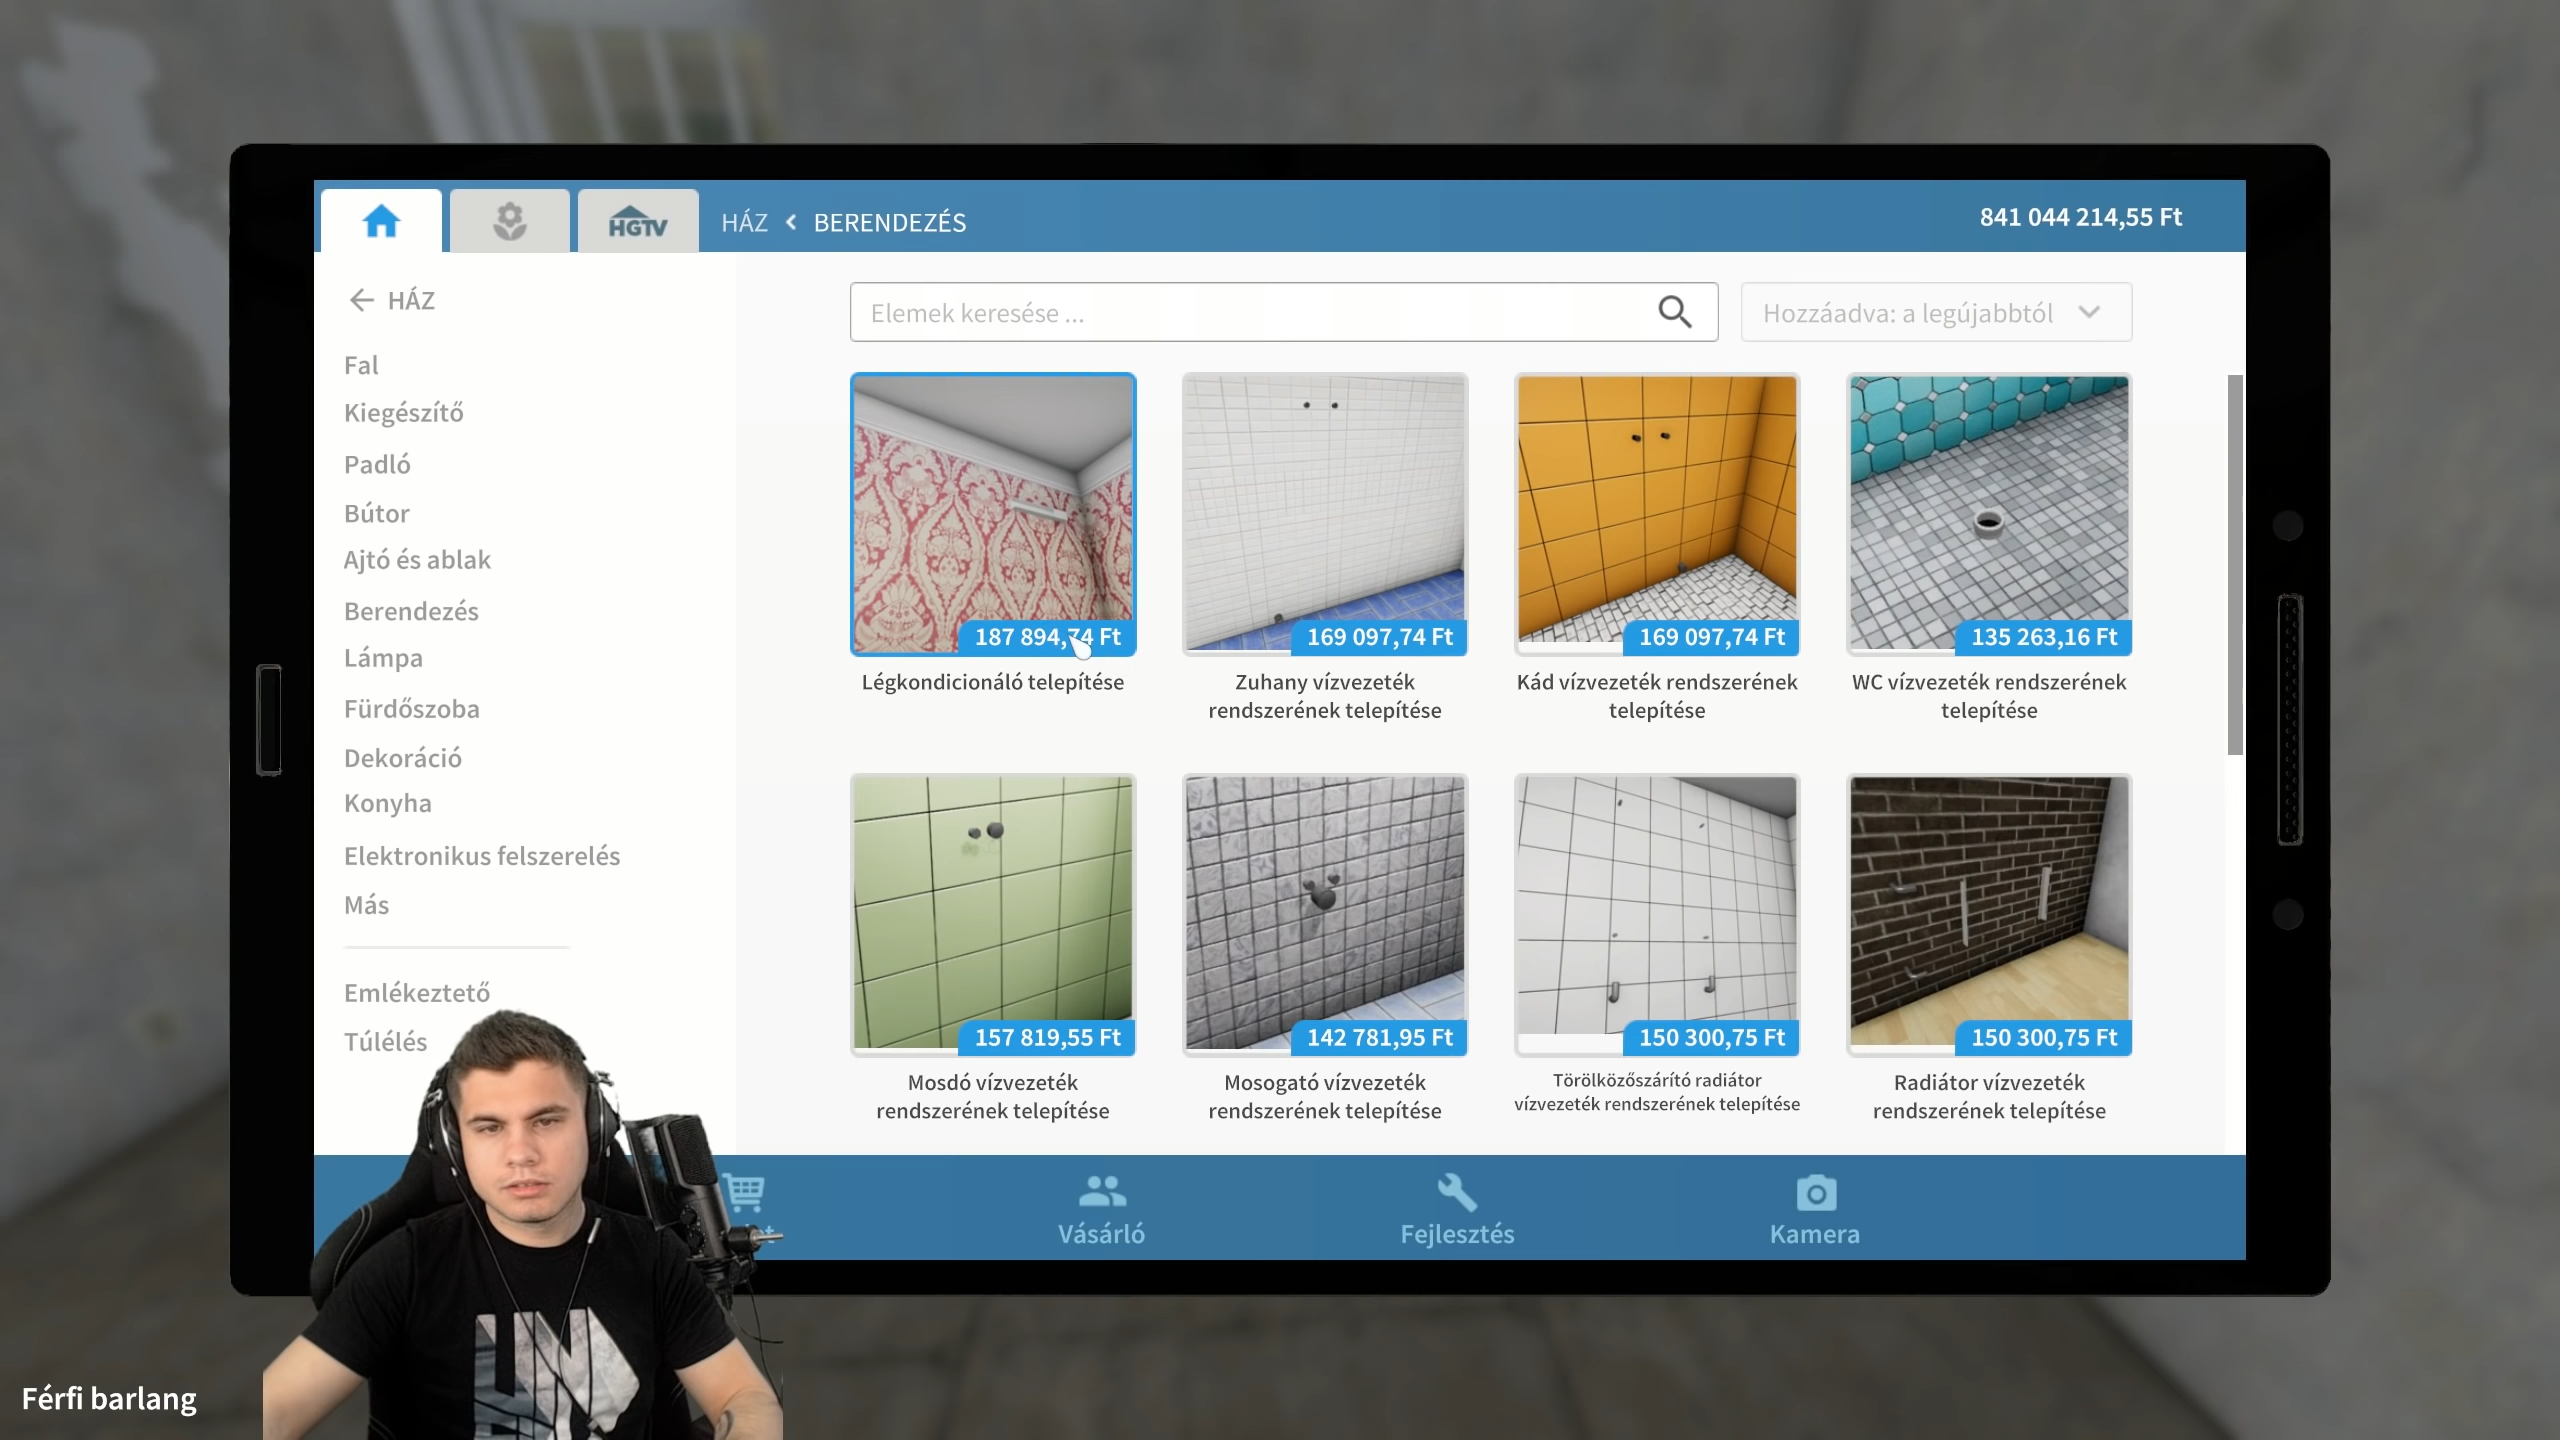 HGTV
HÁZ < BERENDEZÉS
841 044 214,55 Ft
HÁZ
Elemek keresése ...
Hozzáadva: a legújabbtól
Fal
Kiegészítő
Padló
Bútor
Ajtó és ablak
Berendezés
Lámpa
Fürdőszoba
Dekoráció
Konyha
Elektronikus felszerelés
Más
Emlékeztető
Túlélés
187 894,74 Ft
169 097,74 Ft
169 097,74 Ft
135 263,16 Ft
Légkondicionáló telepítése
Zuhany vízvezeték
rendszerének telepítése
Kád vízvezeték rendszerének
telepítése
WC vízvezeték rendszerének
telepítése
157 819,55 Ft
142 781,95 Ft
150 300,75 Ft
150 300,75 Ft
Mosdó vízvezeték
rendszerének telepítése
Mosogató vízvezeték
rendszerének telepítése
Törölközőszárító radiátor
vízvezeték rendszerének telepítése
Radiátor vízvezeték
rendszerének telepítése
Vásárló
Fejlesztés
Kamera
Férfi barlang